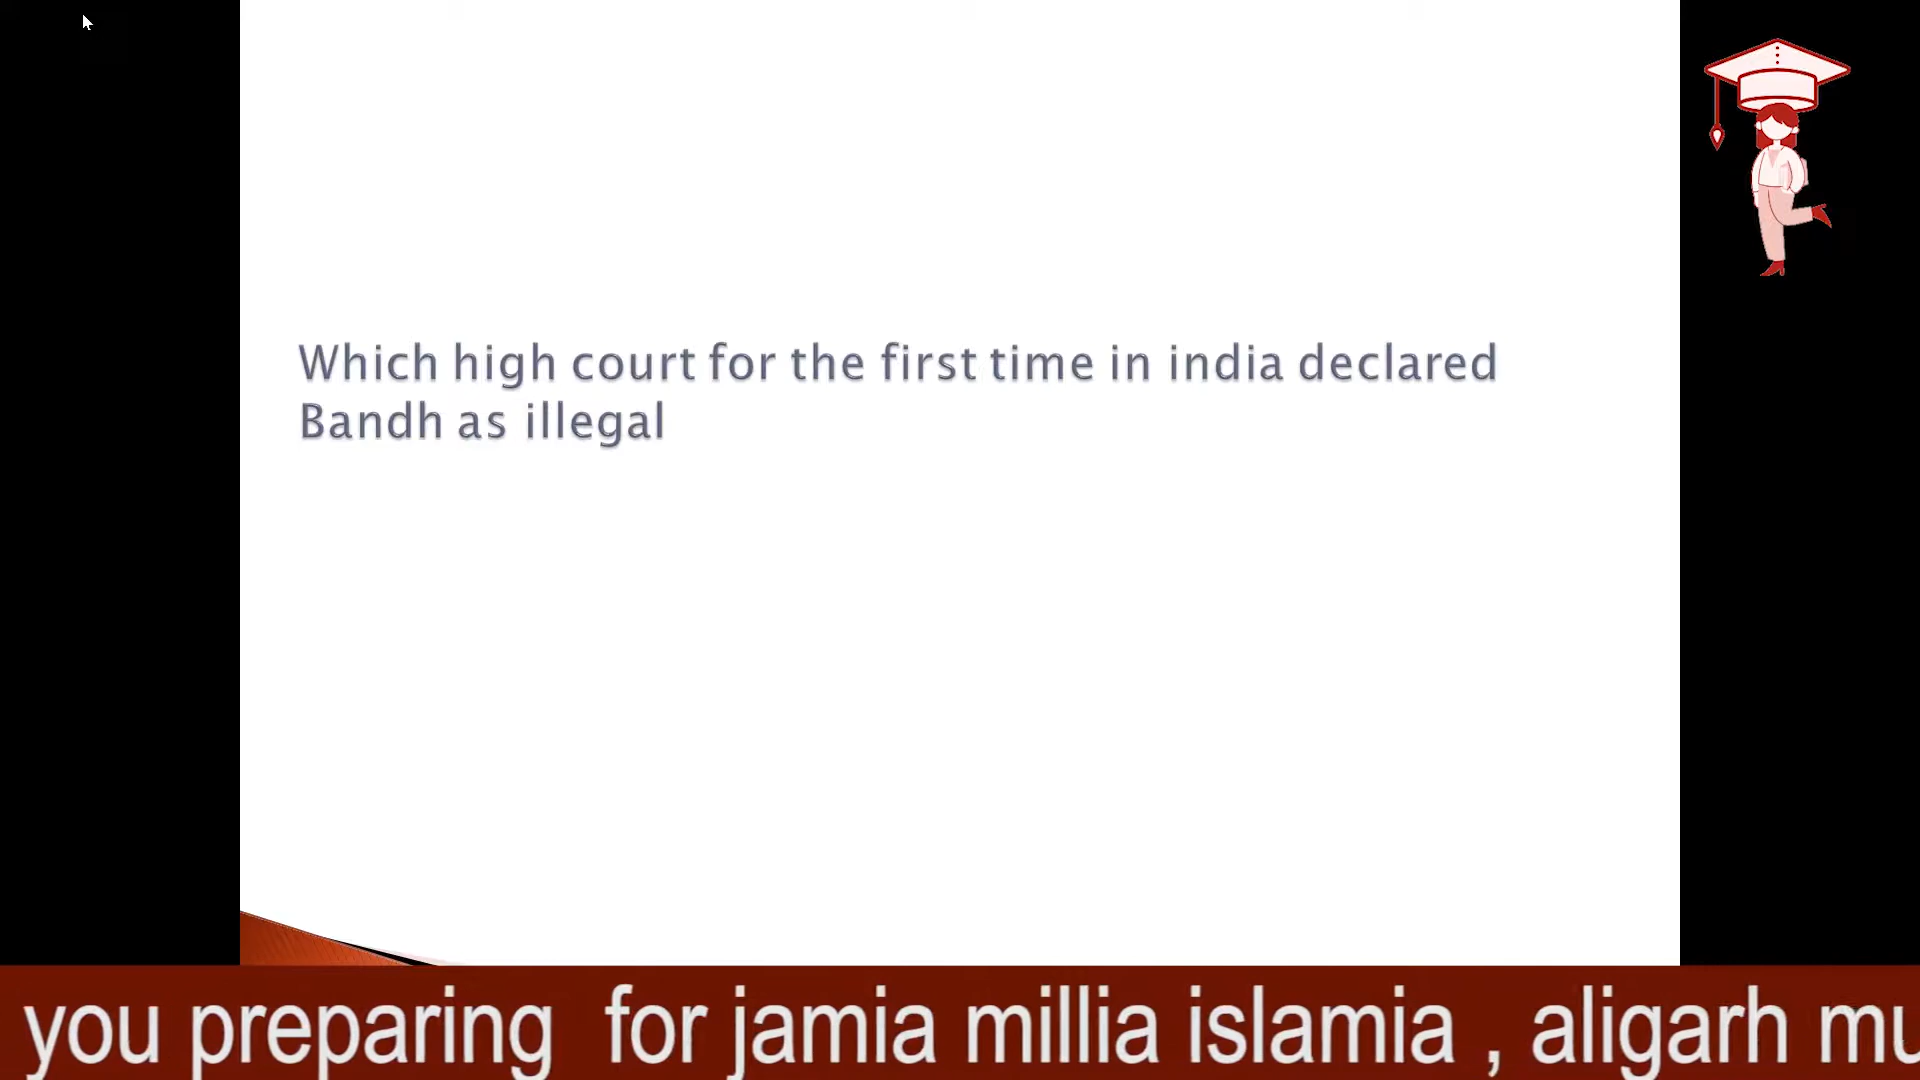 Which high court for the first time in india declared
Bandh as illegal
you preparing for jamia millia islamia , aligarh mu